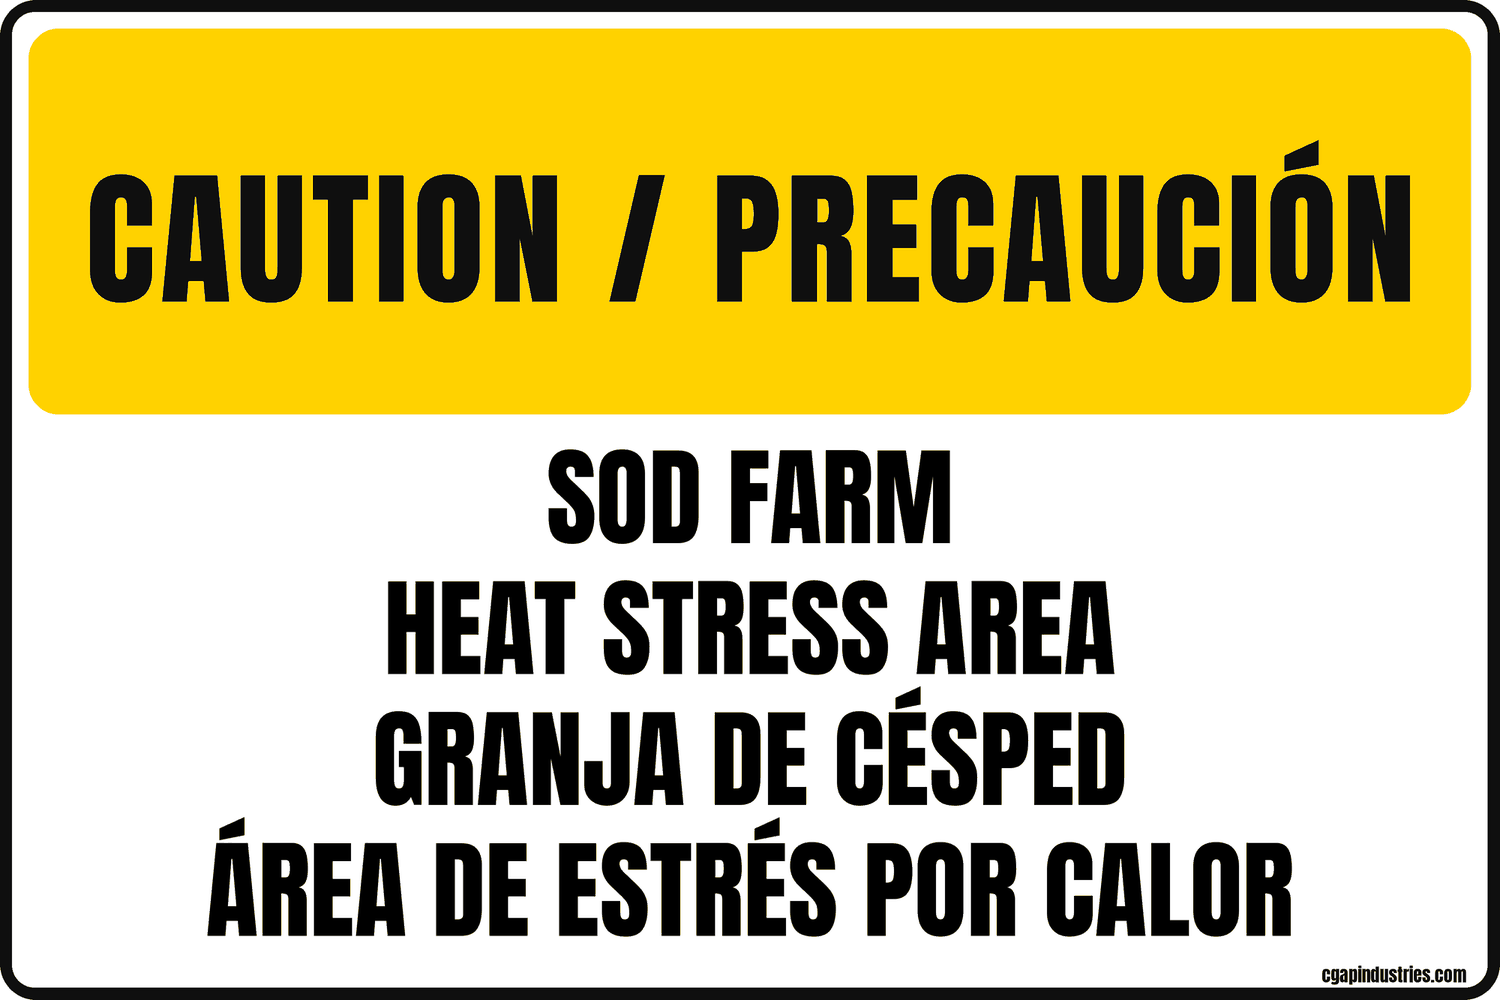 CAUTION / PRECAUCIÓN
SOD FARM
HEAT STRESS AREA
GRANJA DE CÉSPED
ÁREA DE ESTRÉS POR CALOR
cgapindustries.com